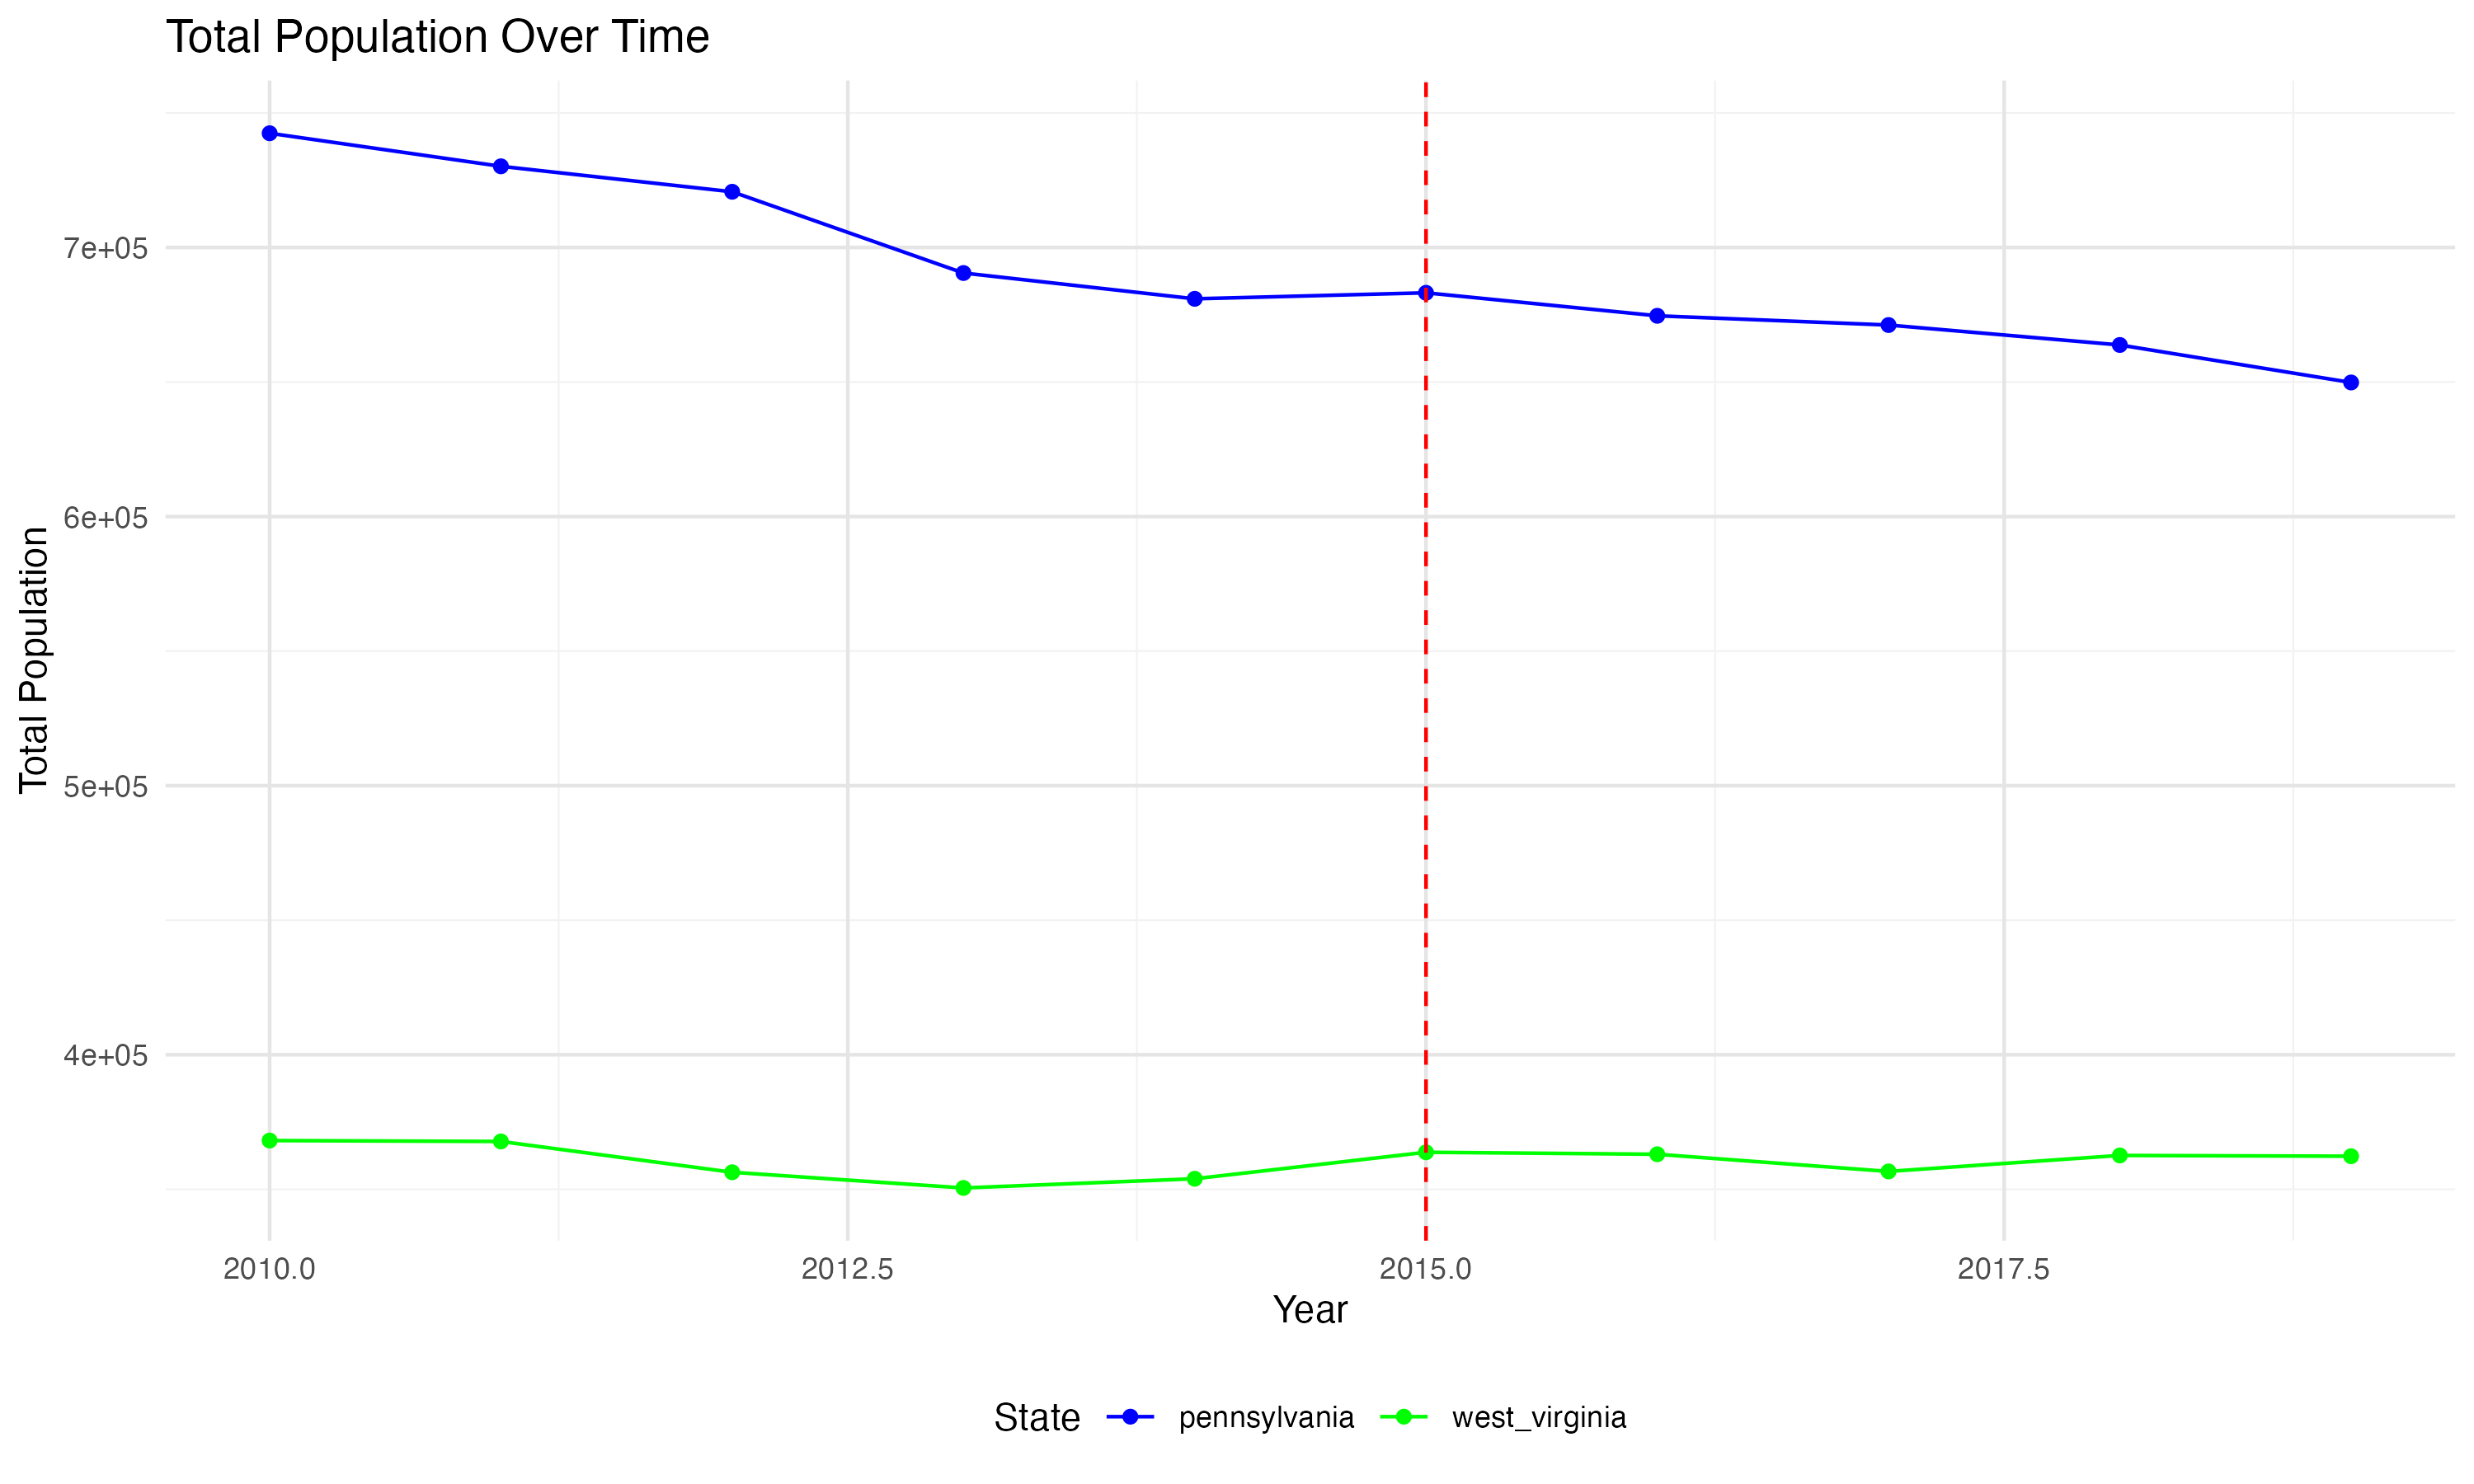 Total Population Over Time
Total Population
7e+05
6e+05
5e+05
4e+05
2010.0 2012.5 2015.0 2017.5
Year
State pennsylvania west_virginia